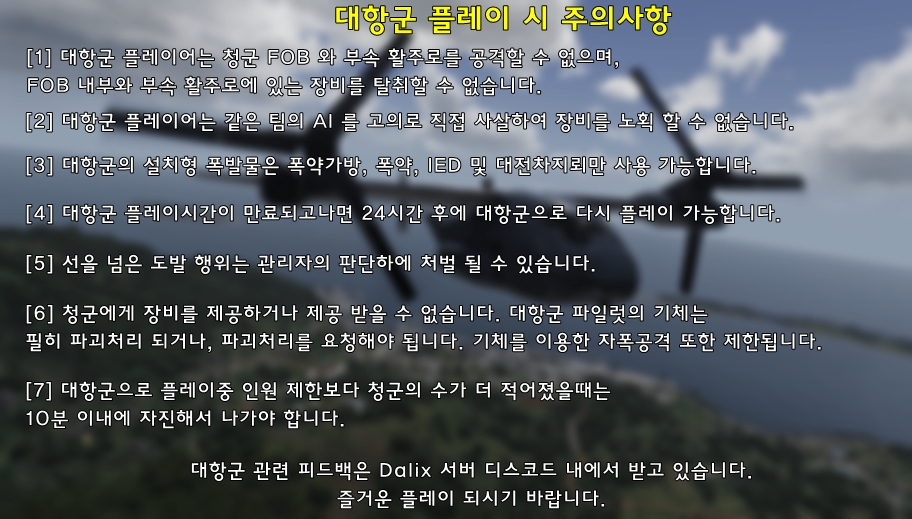 대항군 플레이 시 주의사항
[1] 대항군 플레이어는 청군 FOB 와 부속 활주로를 공격할 수 없으며,
FOB 내부와 부속 활주로에 있는 장비를 탈취할 수 없습니다.
[2] 대항군 플레이어는 같은 팀의 AI 를 고의로 직접 사살하여 장비를 노획 할 수 없습니다.
[3] 대항군의 설치형 폭발물은 폭약가방, 폭약, IED 및 대전차지뢰만 사용 가능합니다.
[4] 대항군 플레이시간이 만료되고나면 24시간 후에 대항군으로 다시 플레이 가능합니다.
[5] 선을 넘은 도발 행위는 관리자의 판단하에 처벌 될 수 있습니다.
[6] 청군에게 장비를 제공하거나 제공 받을 수 없습니다. 대항군 파일럿의 기체는
필히 파괴처리 되거나, 파괴처리를 요청해야 됩니다. 기체를 이용한 자폭공격 또한 제한됩니다.
[7] 대항군으로 플레이중 인원 제한보다 청군의 수가 더 적어졌을때는
10분 이내에 자진해서 나가야 합니다.
대항군 관련 피드백은 Dalix 서버 디스코드 내에서 받고 있습니다.
즐거운 플레이 되시기 바랍니다.